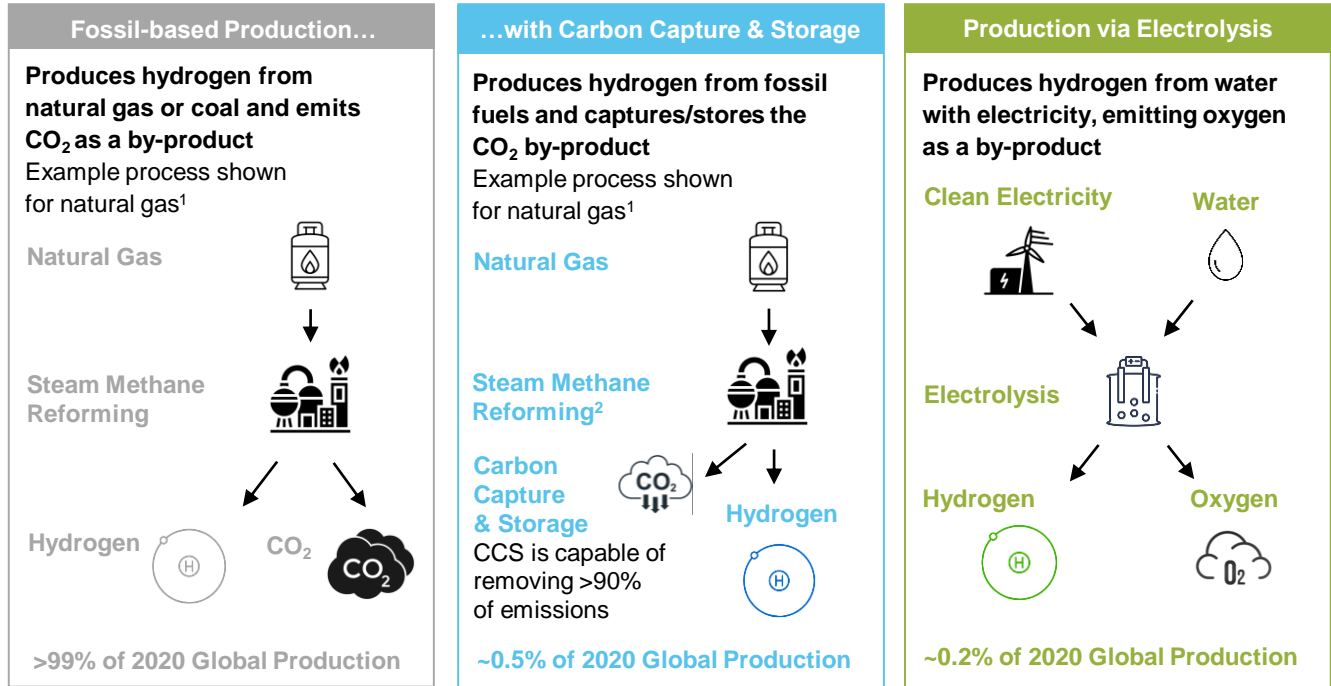 Fossil-based Production…
Produces hydrogen from
natural gas or coal and emits
CO₂ as a by-product
Example process shown
for natural gas¹
Natural Gas
Steam Methane
Reforming
Hydrogen
H
CO₂
CO₂
>99% of 2020 Global Production
…with Carbon Capture & Storage
Produces hydrogen from fossil
fuels and captures/stores the
CO₂ by-product
Example process shown
for natural gas¹
Natural Gas
Steam Methane
Reforming²
Carbon
Capture
& Storage
CO₂
CCS is capable of
removing >90%
of emissions
Hydrogen
H
~0.5% of 2020 Global Production
Production via Electrolysis
Produces hydrogen from water
with electricity, emitting oxygen
as a by-product
Clean Electricity
Water
Electrolysis
Hydrogen
H
Oxygen
O₂
~0.2% of 2020 Global Production